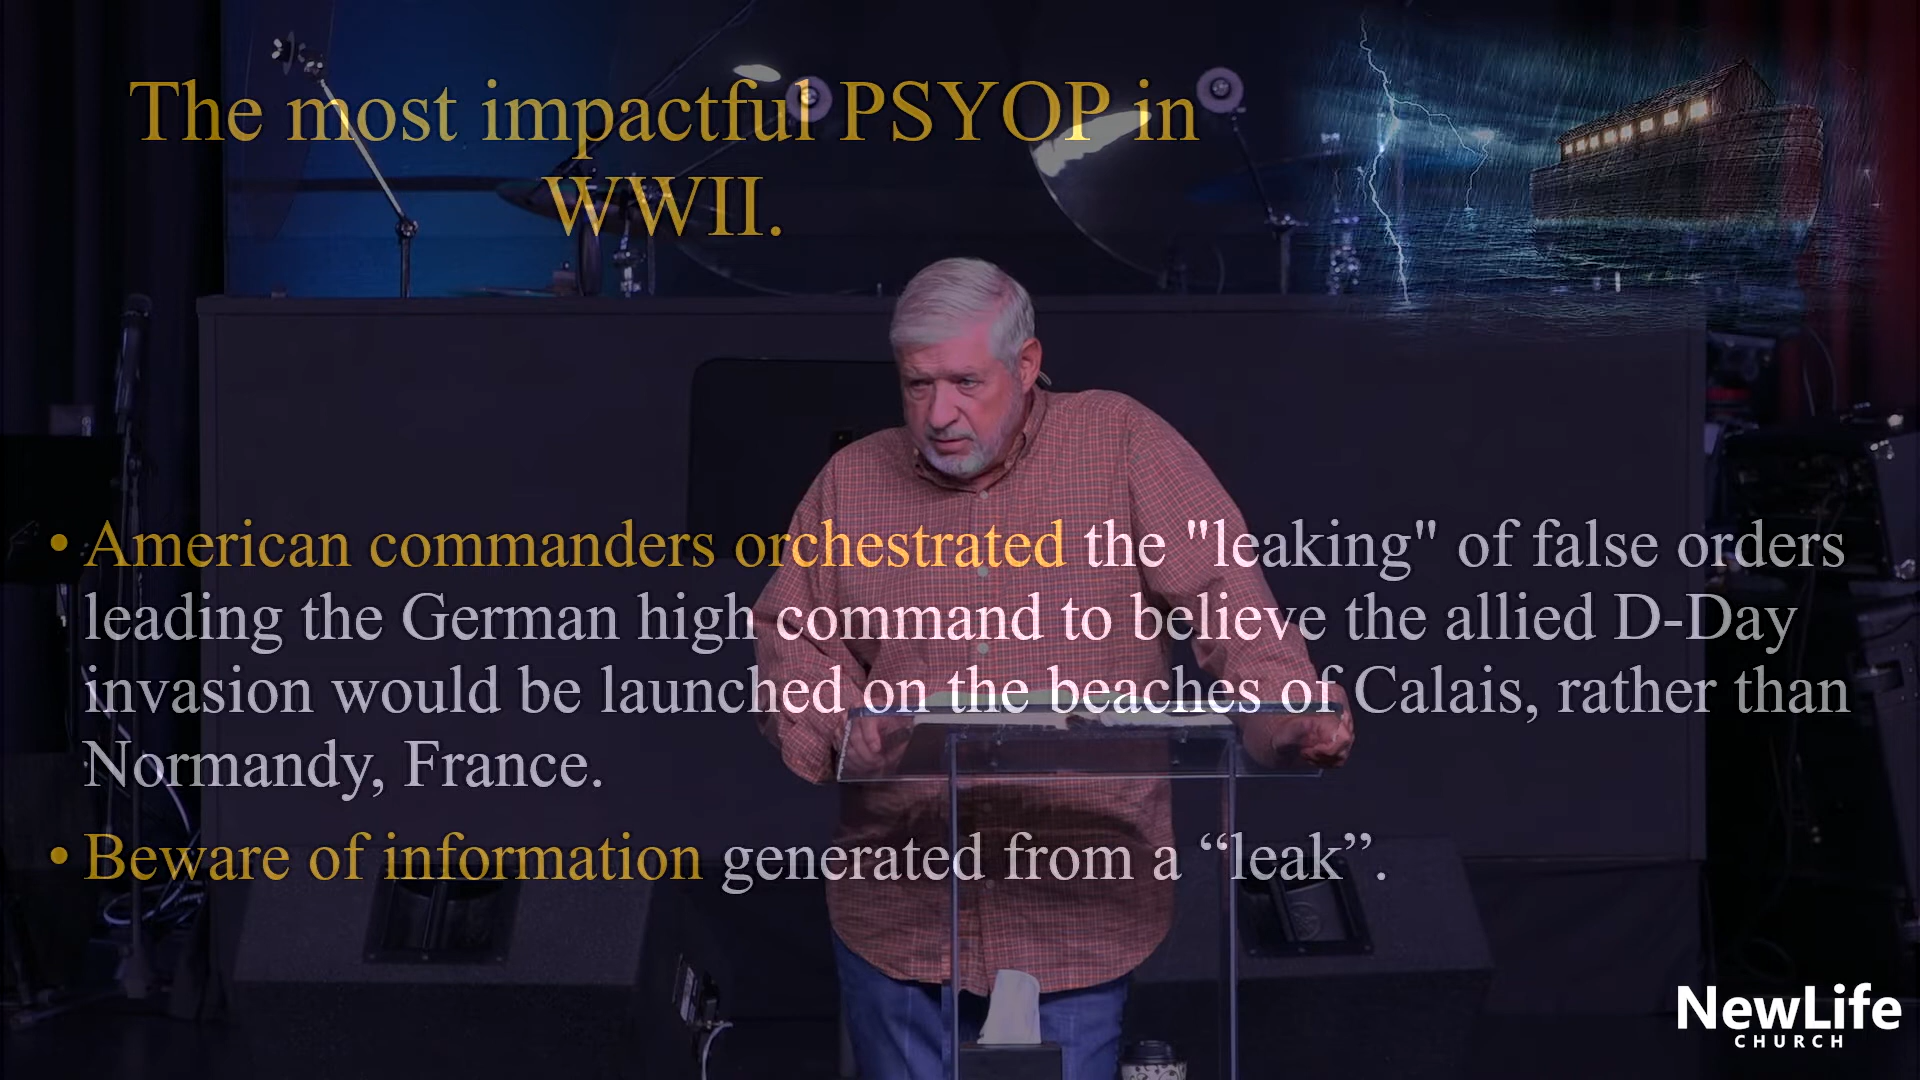 The most impactful PSYOP in
WWII.
• American commanders orchestrated the "leaking" of false orders
leading the German high command to believe the allied D-Day
invasion would be launched on the beaches of Calais, rather than
Normandy, France.
• Beware of information generated from a “leak”.
NewLife
CHURCH